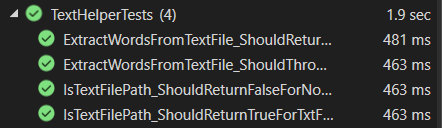 TextHelperTests (4) 1.9 sec
ExtractWordsFromTextFile_ShouldRetur... 481 ms
ExtractWordsFromTextFile_ShouldThro... 463 ms
IsTextFilePath_ShouldReturnFalseForNo... 463 ms
IsTextFilePath_ShouldReturnTrueForTxtF... 463 ms